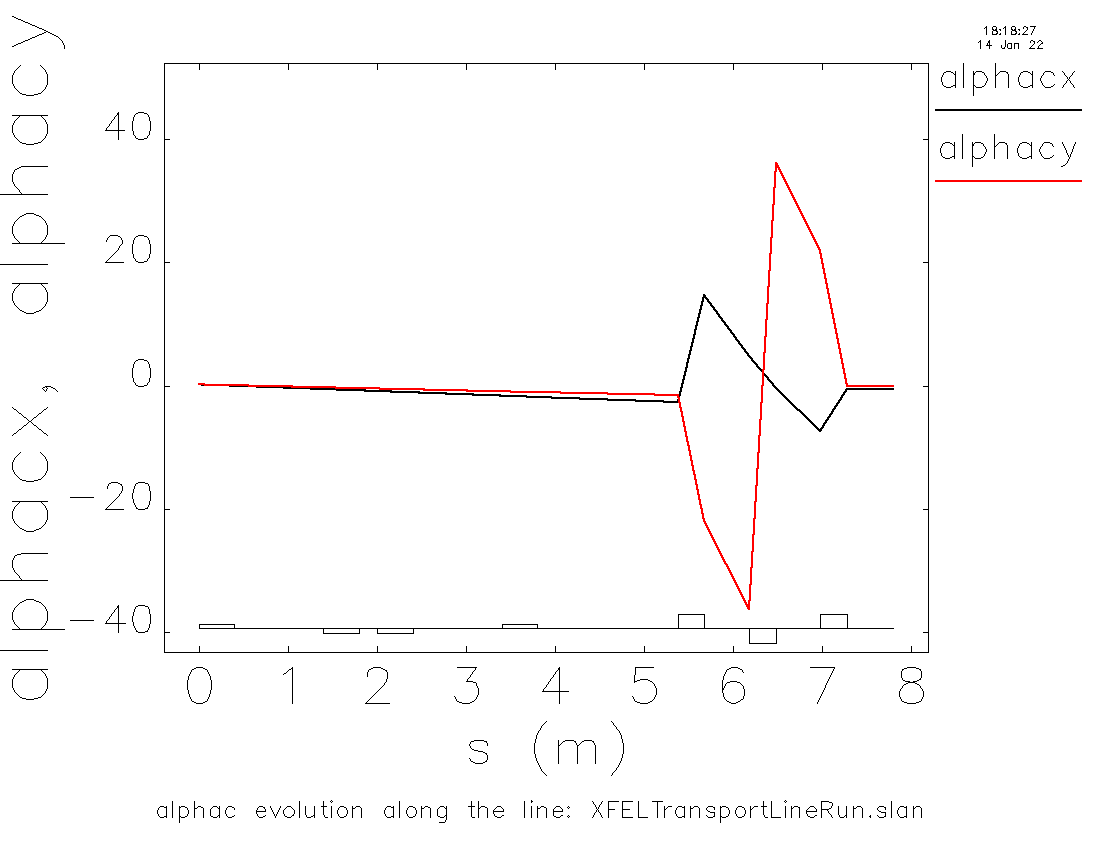 18:18:27
14 Jan 22
alphacx
alphacy
alphacx, alphacy
40
20
0
-20
-40
0 1 2 3 4 5 6 7 8
s (m)
alphac evolution along the line: XFELTransportLineRun.slan